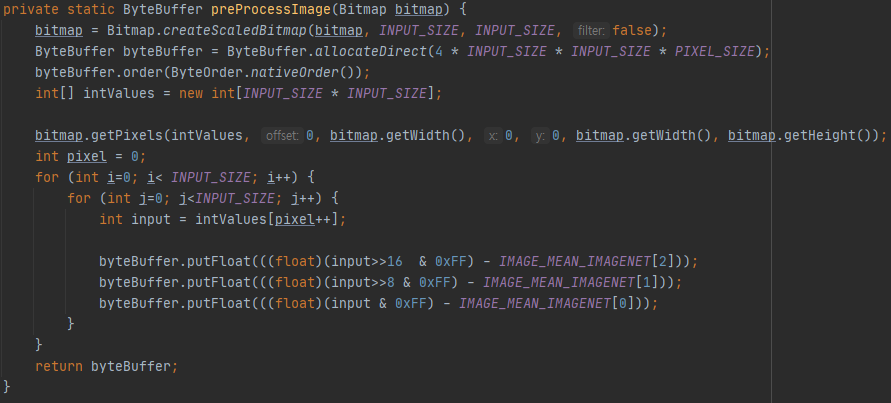 private static ByteBuffer preProcessImage(Bitmap bitmap) {
    bitmap = Bitmap.createScaledBitmap(bitmap, INPUT_SIZE, INPUT_SIZE, filter: false);
    ByteBuffer byteBuffer = ByteBuffer.allocateDirect(4 * INPUT_SIZE * INPUT_SIZE * PIXEL_SIZE);
    byteBuffer.order(ByteOrder.nativeOrder());
    int[] intValues = new int[INPUT_SIZE * INPUT_SIZE];

    bitmap.getPixels(intValues, offset: 0, bitmap.getWidth(), x: 0, y: 0, bitmap.getWidth(), bitmap.getHeight());
    int pixel = 0;
    for (int i=0; i< INPUT_SIZE; i++) {
        for (int j=0; j<INPUT_SIZE; j++) {
            int input = intValues[pixel++];

            byteBuffer.putFloat(((float)(input>>16  & 0xFF) - IMAGE_MEAN_IMAGENET[2]));
            byteBuffer.putFloat(((float)(input>>8 & 0xFF) - IMAGE_MEAN_IMAGENET[1]));
            byteBuffer.putFloat(((float)(input & 0xFF) - IMAGE_MEAN_IMAGENET[0]));
        }
    }
    return byteBuffer;
}